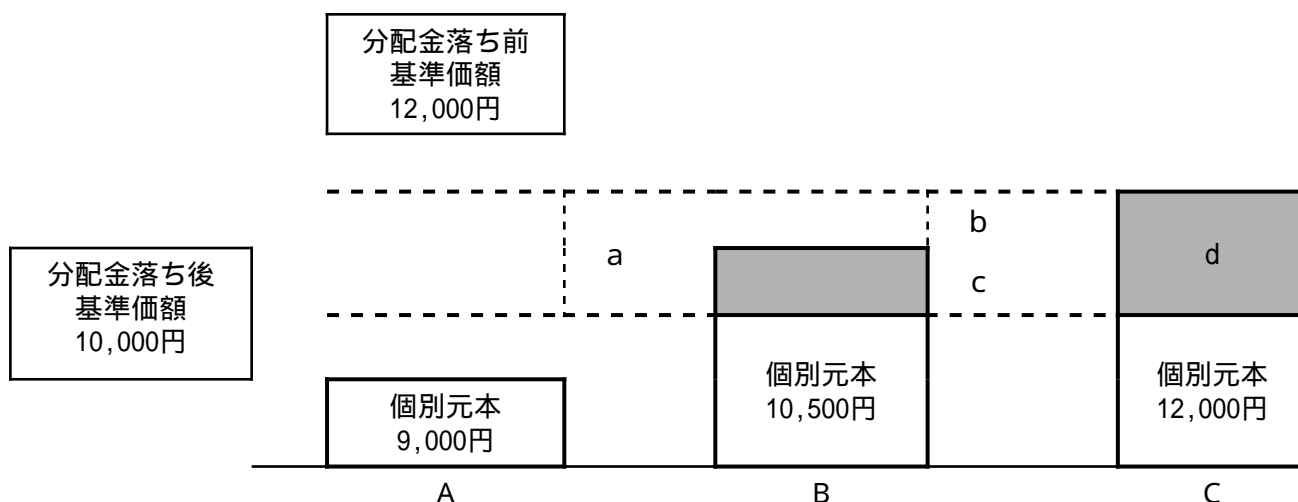 分配金落ち前
基準価額
12,000円
b
a
d
c
分配金落ち後
基準価額
10,000円
個別元本
9,000円
個別元本
10,500円
個別元本
12,000円
A
B
C